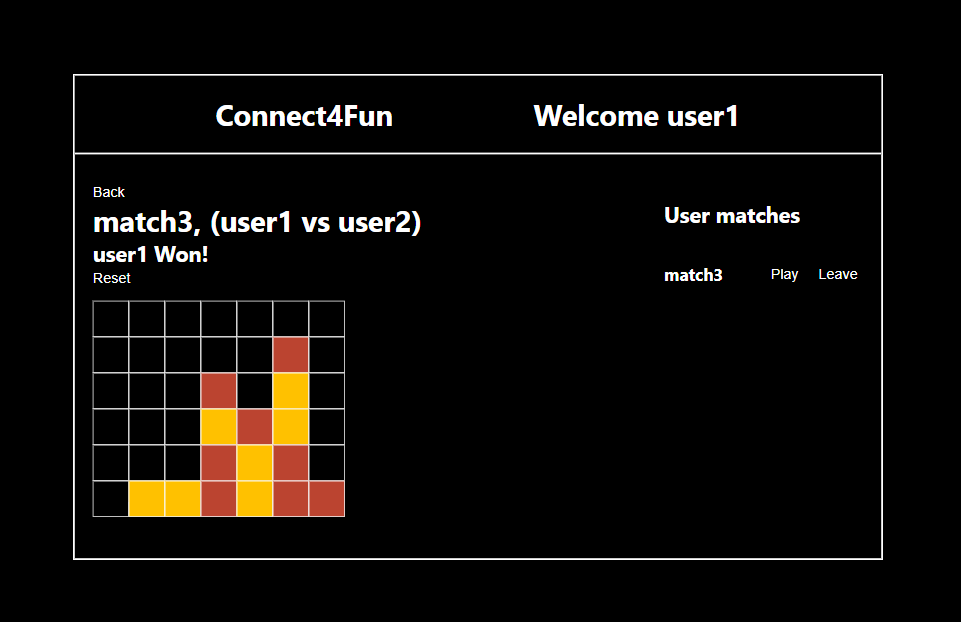 Connect4Fun
Welcome user1
Back
match3, (user1 vs user2)
user1 Won!
Reset
User matches
match3 Play Leave